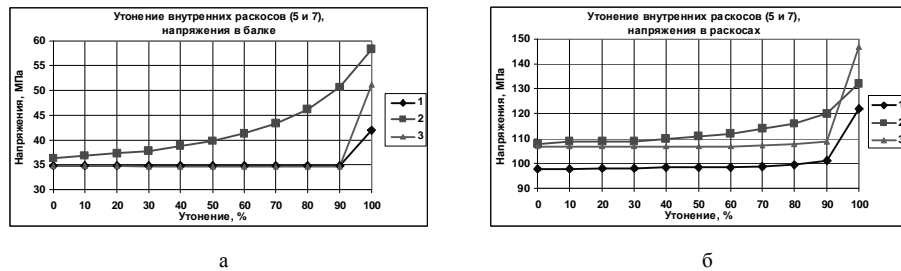 Утонение внутренних раскосов (5 и 7),
напряжения в балке
Напряжения, МПа
60
55
50
45
40
35
30
0 10 20 30 40 50 60 70 80 90 100
Утонение, %
1
2
3
а
Утонение внутренних раскосов (5 и 7),
напряжения в раскосах
Напряжения, МПа
150
140
130
120
110
100
90
0 10 20 30 40 50 60 70 80 90 100
Утонение, %
1
2
3
б